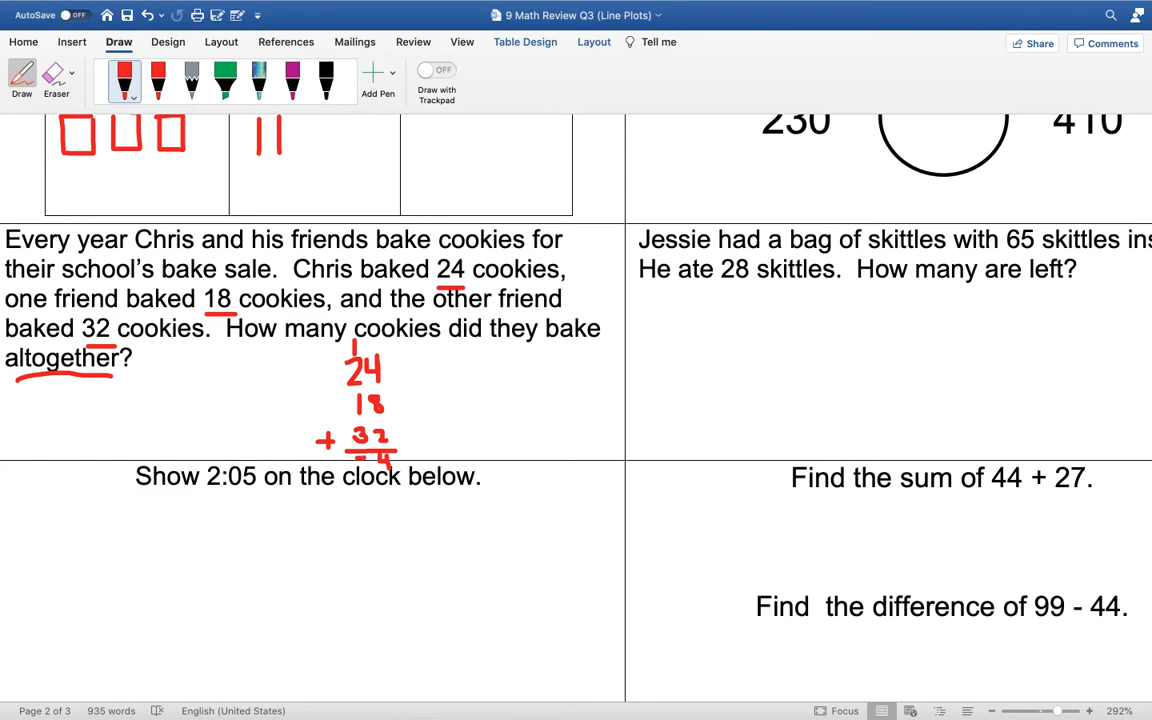 AutoSave OFF
9 Math Review Q3 (Line Plots)
Home Insert Draw Design Layout References Mailings Review View Table Design Layout Tell me
Share Comments
Draw Eraser Add Pen OFF Draw with Trackpad
230 410
Every year Chris and his friends bake cookies for
their school's bake sale. Chris baked 24 cookies,
one friend baked 18 cookies, and the other friend
baked 32 cookies. How many cookies did they bake
altogether?
1
24
18
+ 32
4
Jessie had a bag of skittles with 65 skittles ins
He ate 28 skittles. How many are left?
Show 2:05 on the clock below.
Find the sum of 44 + 27.
Find the difference of 99 - 44.
Page 2 of 3 935 words English (United States) Focus 292%